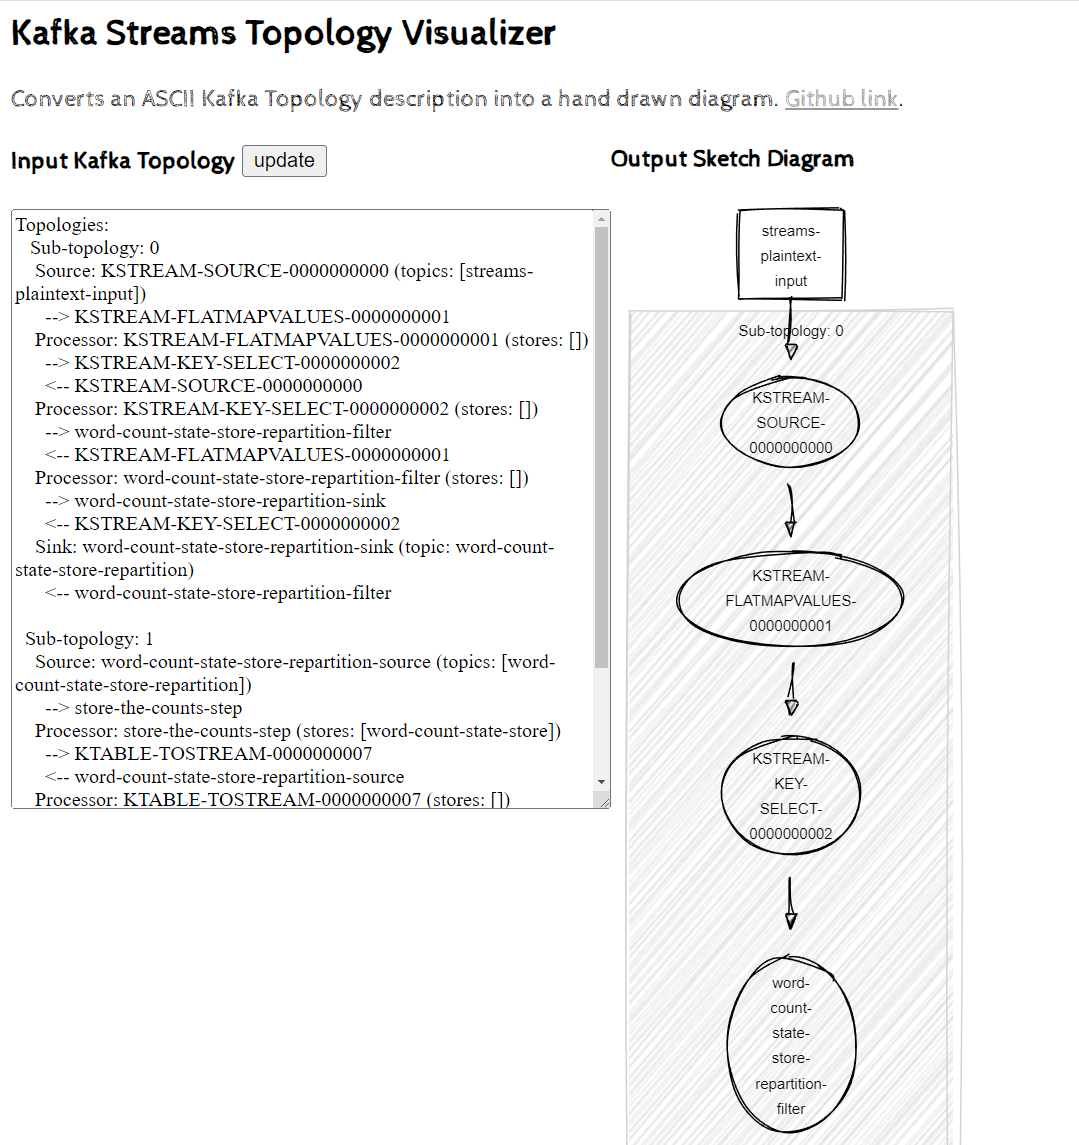 Kafka Streams Topology Visualizer
Converts an ASCII Kafka Topology description into a hand drawn diagram. Github link.
Input Kafka Topology update
Topologies:
Sub-topology: 0
Source: KSTREAM-SOURCE-0000000000 (topics: [streams-
plaintext-input])
--> KSTREAM-FLATMAPVALUES-0000000001
Processor: KSTREAM-FLATMAPVALUES-0000000001 (stores: [])
--> KSTREAM-KEY-SELECT-0000000002
<-- KSTREAM-SOURCE-0000000000
Processor: KSTREAM-KEY-SELECT-0000000002 (stores: [])
--> word-count-state-store-repartition-filter
<-- KSTREAM-FLATMAPVALUES-0000000001
Processor: word-count-state-store-repartition-filter (stores: [])
--> word-count-state-store-repartition-sink
<-- KSTREAM-KEY-SELECT-0000000002
Sink: word-count-state-store-repartition-sink (topic: word-count-
state-store-repartition)
<-- word-count-state-store-repartition-filter
Sub-topology: 1
Source: word-count-state-store-repartition-source (topics: [word-
count-state-store-repartition])
--> store-the-counts-step
Processor: store-the-counts-step (stores: [word-count-state-store])
--> KTABLE-TOSTREAM-0000000007
<-- word-count-state-store-repartition-source
Processor: KTABLE-TOSTREAM-0000000007 (stores: [])
Output Sketch Diagram
streams-
plaintext-
input
Sub-topology: 0
KSTREAM-
SOURCE-
0000000000
KSTREAM-
FLATMAPVALUES-
0000000001
KSTREAM-
KEY-
SELECT-
0000000002
word-
count-
state-
store-
repartition-
filter